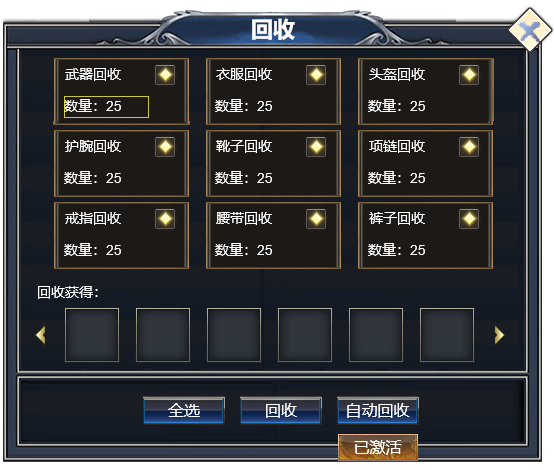 回收
武器回收 衣服回收 头盔回收
数量：25 数量：25 数量：25
护腕回收 靴子回收 项链回收
数量：25 数量：25 数量：25
戒指回收 腰带回收 裤子回收
数量：25 数量：25 数量：25
回收获得：
全选 回收 自动回收
已激活